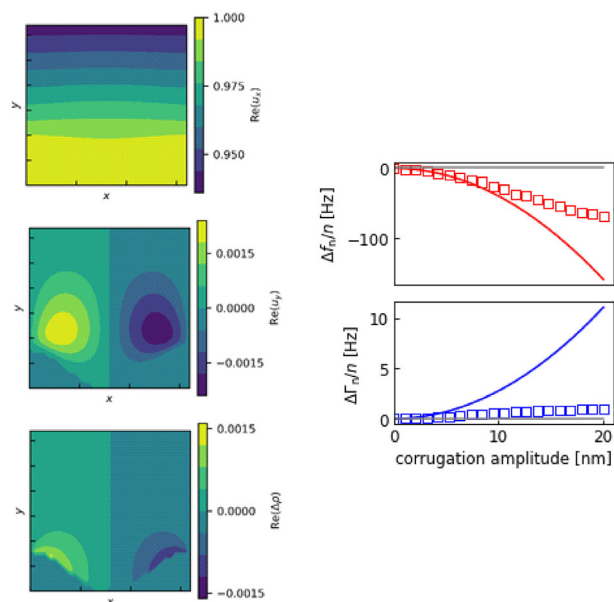 1.000
0.975
0.950
Re(u_x)
y
x
0.0015
0.0000
−0.0015
Re(u_y)
y
x
0.0015
0.0000
−0.0015
Re(Δρ)
y
x
0
−100
Δf_n/n [Hz]
10
5
0
ΔΓ_n/n [Hz]
0 10 20
corrugation amplitude [nm]